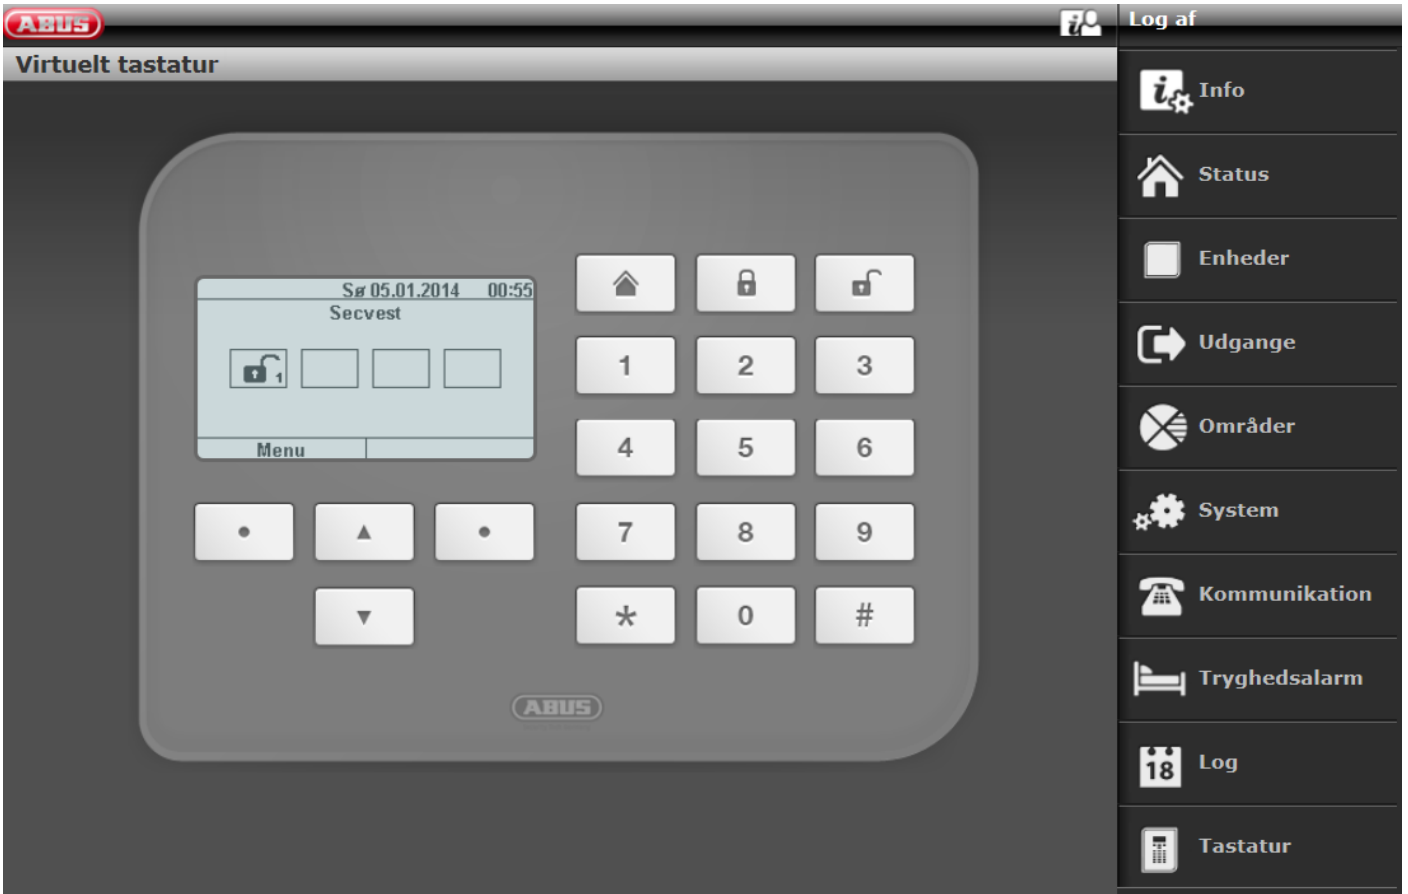 ABUS
Log af
Virtuelt tastatur
Info
Status
Enheder
Udgange
Områder
System
Kommunikation
Tryghedsalarm
18 Log
Tastatur
Sø 05.01.2014 00:55
Secvest
1
Menu
1 2 3
4 5 6
7 8 9
* 0 #
ABUS